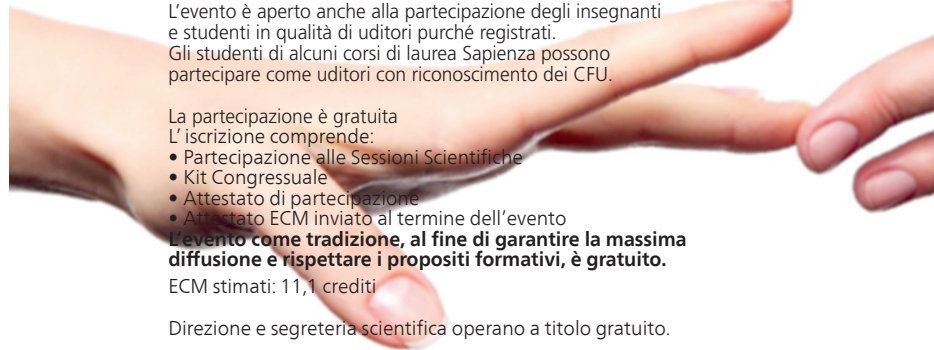 L'evento è aperto anche alla partecipazione degli insegnanti
e studenti in qualità di uditori purché registrati.
Gli studenti di alcuni corsi di laurea Sapienza possono
partecipare come uditori con riconoscimento dei CFU.
La partecipazione è gratuita
L' iscrizione comprende:
• Partecipazione alle Sessioni Scientifiche
• Kit Congressuale
• Attestato di partecipazione
• Attestato ECM inviato al termine dell'evento
L'evento come tradizione, al fine di garantire la massima
diffusione e rispettare i propositi formativi, è gratuito.
ECM stimati: 11,1 crediti
Direzione e segreteria scientifica operano a titolo gratuito.